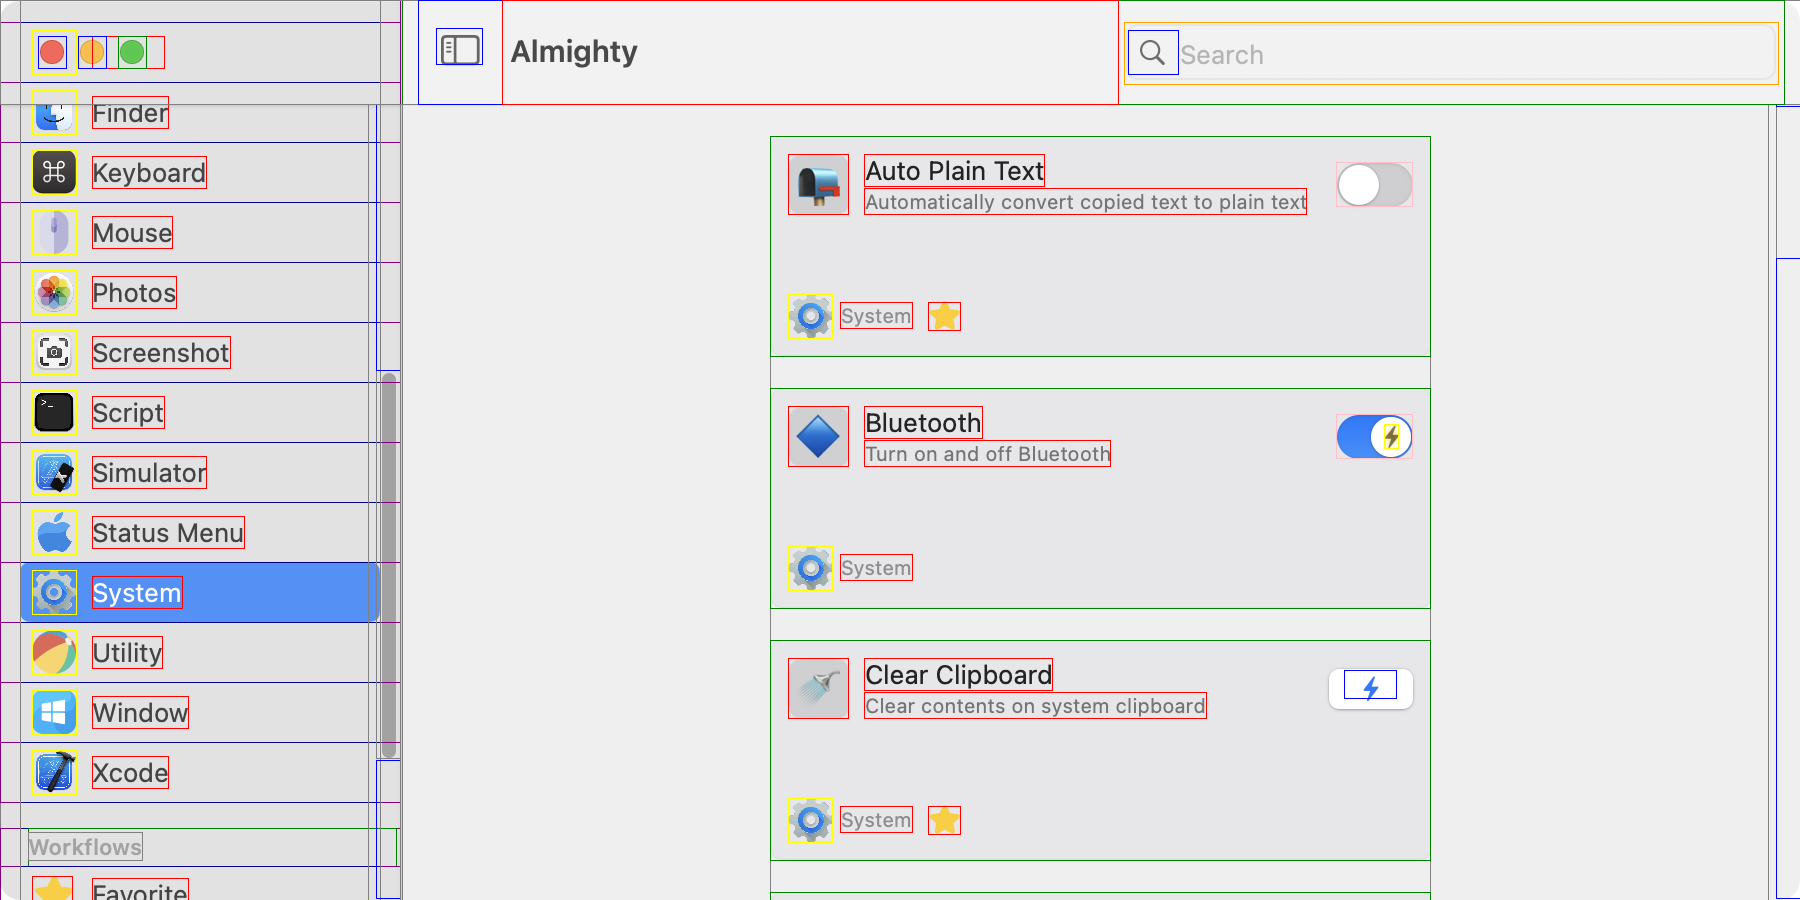 Almighty
Search
Finder
Keyboard
Mouse
Photos
Screenshot
Script
Simulator
Status Menu
System
Utility
Window
Xcode
Workflows
Favorite
Auto Plain Text
Automatically convert copied text to plain text
System
Bluetooth
Turn on and off Bluetooth
System
Clear Clipboard
Clear contents on system clipboard
System